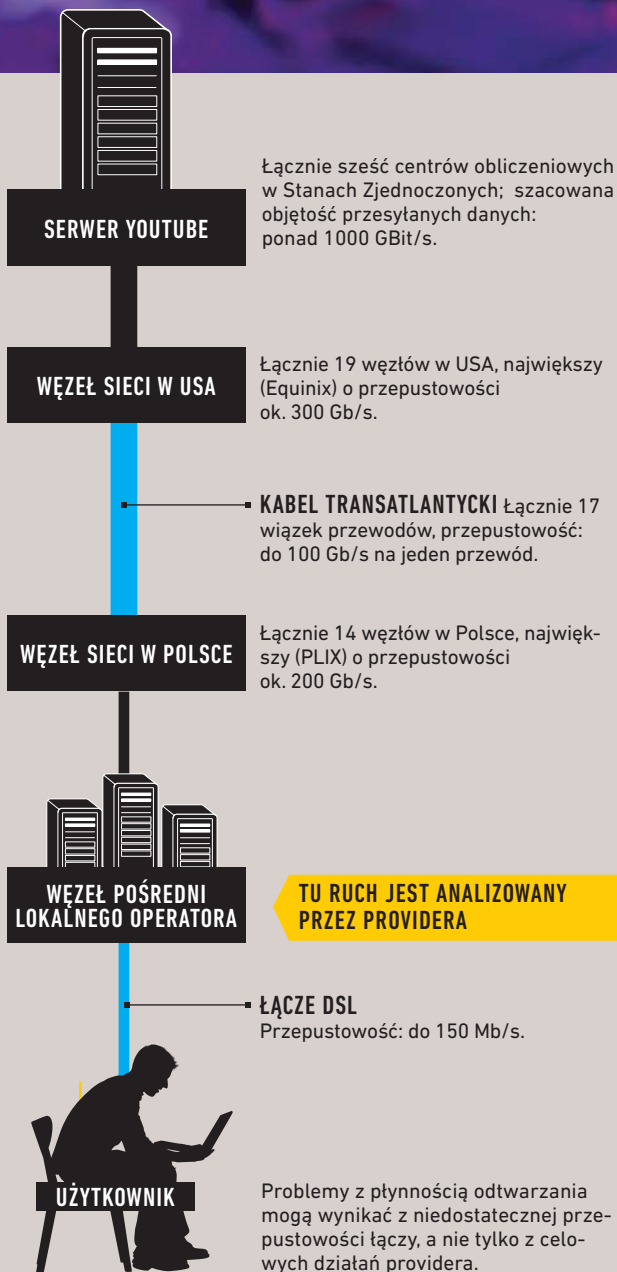 Łącznie sześć centrów obliczeniowych
w Stanach Zjednoczonych; szacowana
objętość przesyłanych danych:
ponad 1000 GBit/s.
SERWER YOUTUBE
WĘZEŁ SIECI W USA
Łącznie 19 węzłów w USA, największy
(Equinix) o przepustowości
ok. 300 Gb/s.
KABEL TRANSATLANTYCKI Łącznie 17
wiązek przewodów, przepustowość:
do 100 Gb/s na jeden przewód.
WĘZEŁ SIECI W POLSCE
Łącznie 14 węzłów w Polsce, najwięk-
szy (PLIX) o przepustowości
ok. 200 Gb/s.
WĘZEŁ POŚREDNI
LOKALNEGO OPERATORA
TU RUCH JEST ANALIZOWANY
PRZEZ PROVIDERA
ŁĄCZE DSL
Przepustowość: do 150 Mb/s.
UŻYTKOWNIK
Problemy z płynnością odtwarzania
mogą wynikać z niedostatecznej prze-
pustowości łączy, a nie tylko z celo-
wych działań providera.